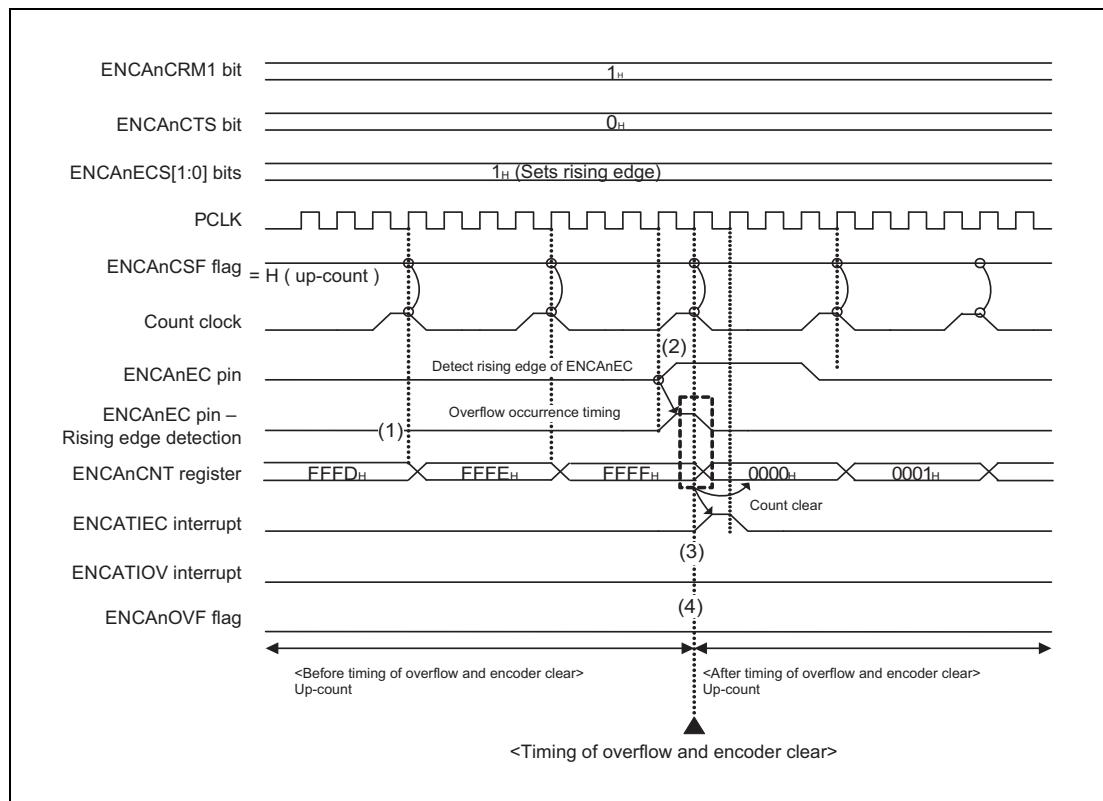 ENCAnCRM1 bit
1H
ENCAnCTS bit
0H
ENCAnECS[1:0] bits
1H (Sets rising edge)
PCLK
ENCAnCSF flag
= H ( up-count )
Count clock
(2)
Detect rising edge of ENCAnEC
ENCAnEC pin
Overflow occurrence timing
ENCAnEC pin –
Rising edge detection
(1)
ENCAnCNT register
FFFDH
FFFEH
FFFFH
0000H
0001H
Count clear
ENCATIEC interrupt
(3)
ENCATIOV interrupt
(4)
ENCAnOVF flag
<Before timing of overflow and encoder clear>
Up-count
<After timing of overflow and encoder clear>
Up-count
<Timing of overflow and encoder clear>